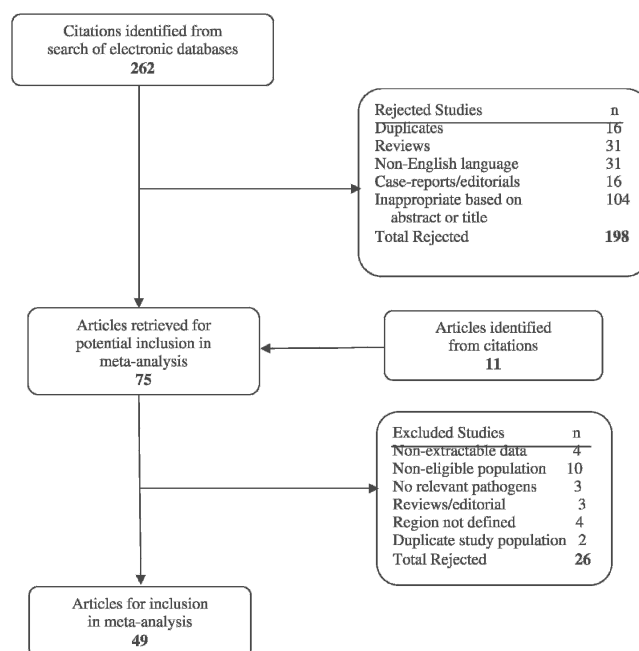 Citations identified from
search of electronic databases
262
Rejected Studies n
Duplicates 16
Reviews 31
Non-English language 31
Case-reports/editorials 16
Inappropriate based on 104
abstract or title
Total Rejected 198
Articles retrieved for
potential inclusion in
meta-analysis
75
Articles identified
from citations
11
Excluded Studies n
Non-extractable data 4
Non-eligible population 10
No relevant pathogens 3
Reviews/editorial 3
Region not defined 4
Duplicate study population 2
Total Rejected 26
Articles for inclusion
in meta-analysis
49